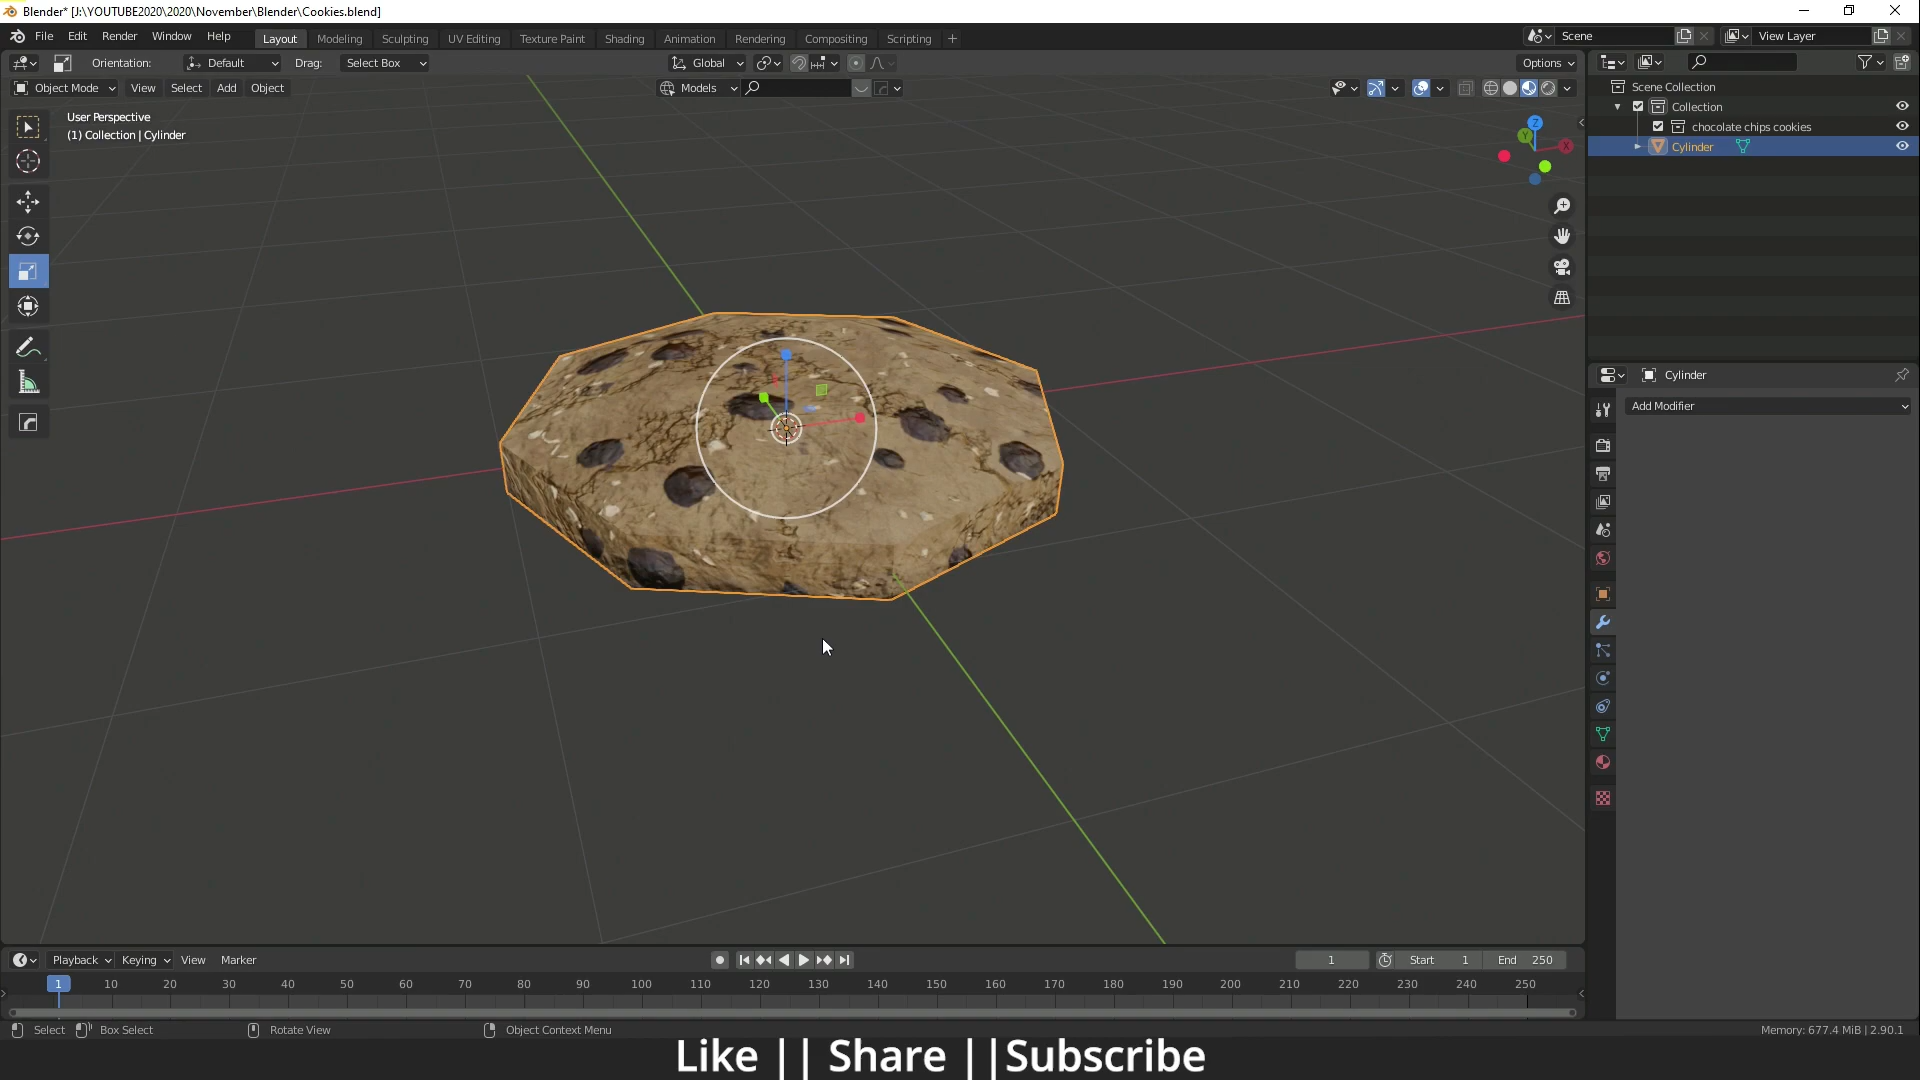 Blender* [J:\YOUTUBE2020\2020\November\Blender\Cookies.blend]
File Edit Render Window Help Layout Modeling Sculpting UV Editing Texture Paint Shading Animation Rendering Compositing Scripting + Scene View Layer
Orientation: Default Drag: Select Box Global Options
Object Mode View Select Add Object Models
User Perspective
(1) Collection | Cylinder
Z
Y
X
Scene Collection
Collection
chocolate chips cookies
Cylinder
Cylinder
Add Modifier
Playback Keying View Marker 1 Start 1 End 250
1 10 20 30 40 50 60 70 80 90 100 110 120 130 140 150 160 170 180 190 200 210 220 230 240 250
Select Box Select Rotate View Object Context Menu Memory: 677.4 MiB | 2.90.1
Like || Share ||Subscribe